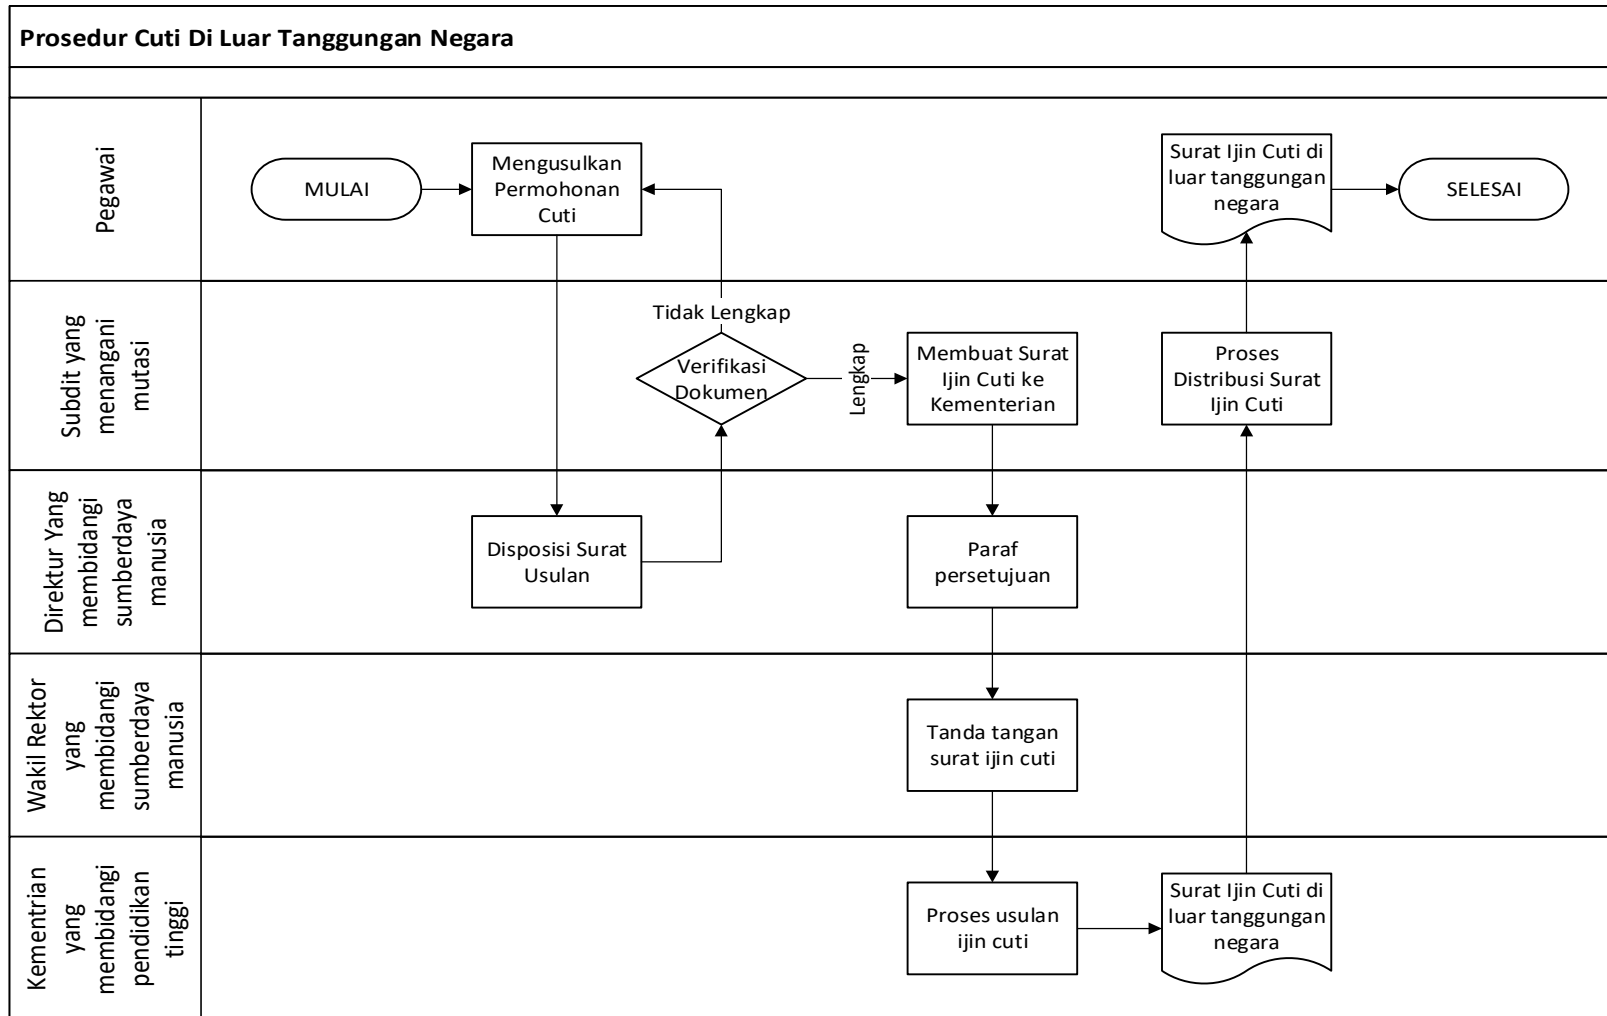 Prosedur Cuti Di Luar Tanggungan Negara
Pegawai
MULAI
Mengusulkan
Permohonan
Cuti
Surat Ijin Cuti di
luar tanggungan
negara
SELESAI
Subdit yang
menangani
mutasi
Tidak Lengkap
Verifikasi
Dokumen
Lengkap
Membuat Surat
Ijin Cuti ke
Kementerian
Proses
Distribusi Surat
Ijin Cuti
Direktur Yang
membidangi
sumberdaya
manusia
Disposisi Surat
Usulan
Paraf
persetujuan
Wakil Rektor
yang
membidangi
sumberdaya
manusia
Tanda tangan
surat ijin cuti
Kementrian
yang
membidangi
pendidikan
tinggi
Proses usulan
ijin cuti
Surat Ijin Cuti di
luar tanggungan
negara